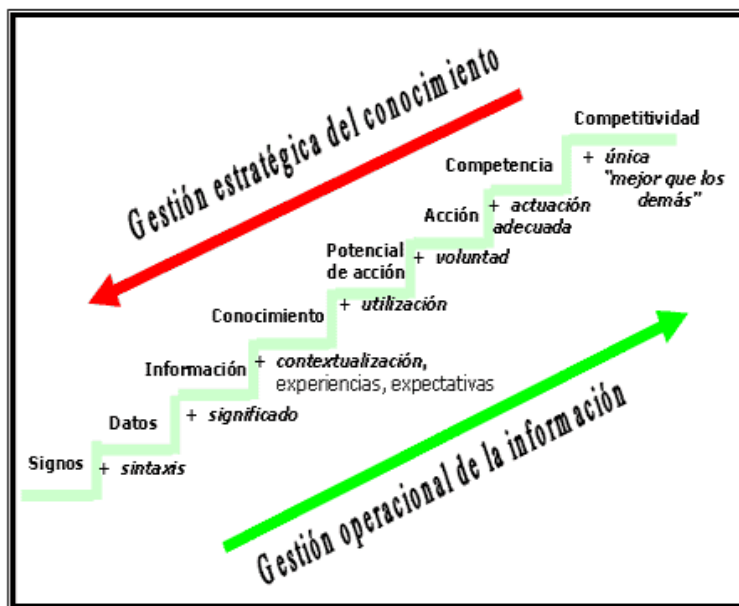 Gestión estratégica del conocimiento
Competitividad
+ única
"mejor que los
demás"
Competencia
+ actuación
adecuada
Acción
+ voluntad
Potencial
de acción
+ utilización
Conocimiento
+ contextualización,
experiencias, expectativas
Información
+ significado
Datos
+ sintaxis
Signos
Gestión operacional de la información